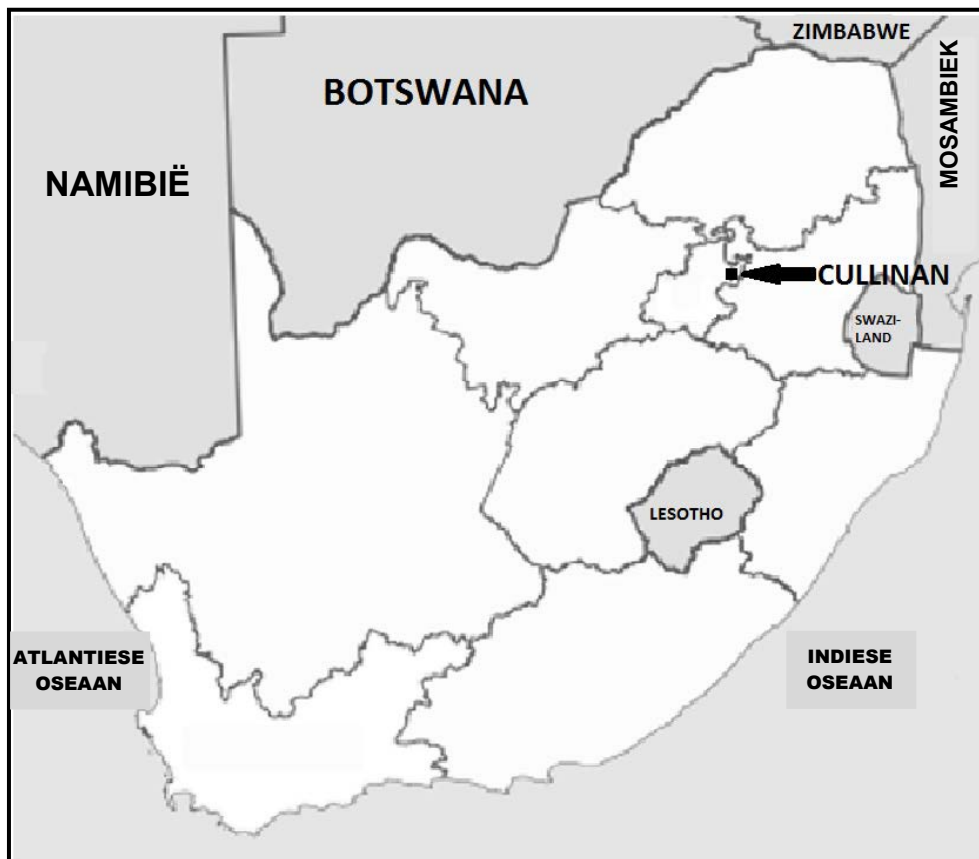 ZIMBABWE
BOTSWANA
MOSAMBIEK
NAMIBIË
CULLINAN
SWAZI-
LAND
LESOTHO
ATLANTIESE
OSEAAN
INDIESE
OSEAAN